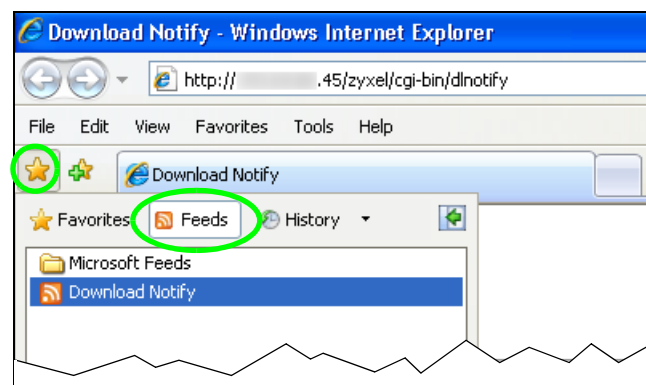 Download Notify - Windows Internet Explorer
http:// .45/zyxel/cgi-bin/dlnotify
File Edit View Favorites Tools Help
Download Notify
Favorites Feeds History
Microsoft Feeds
Download Notify